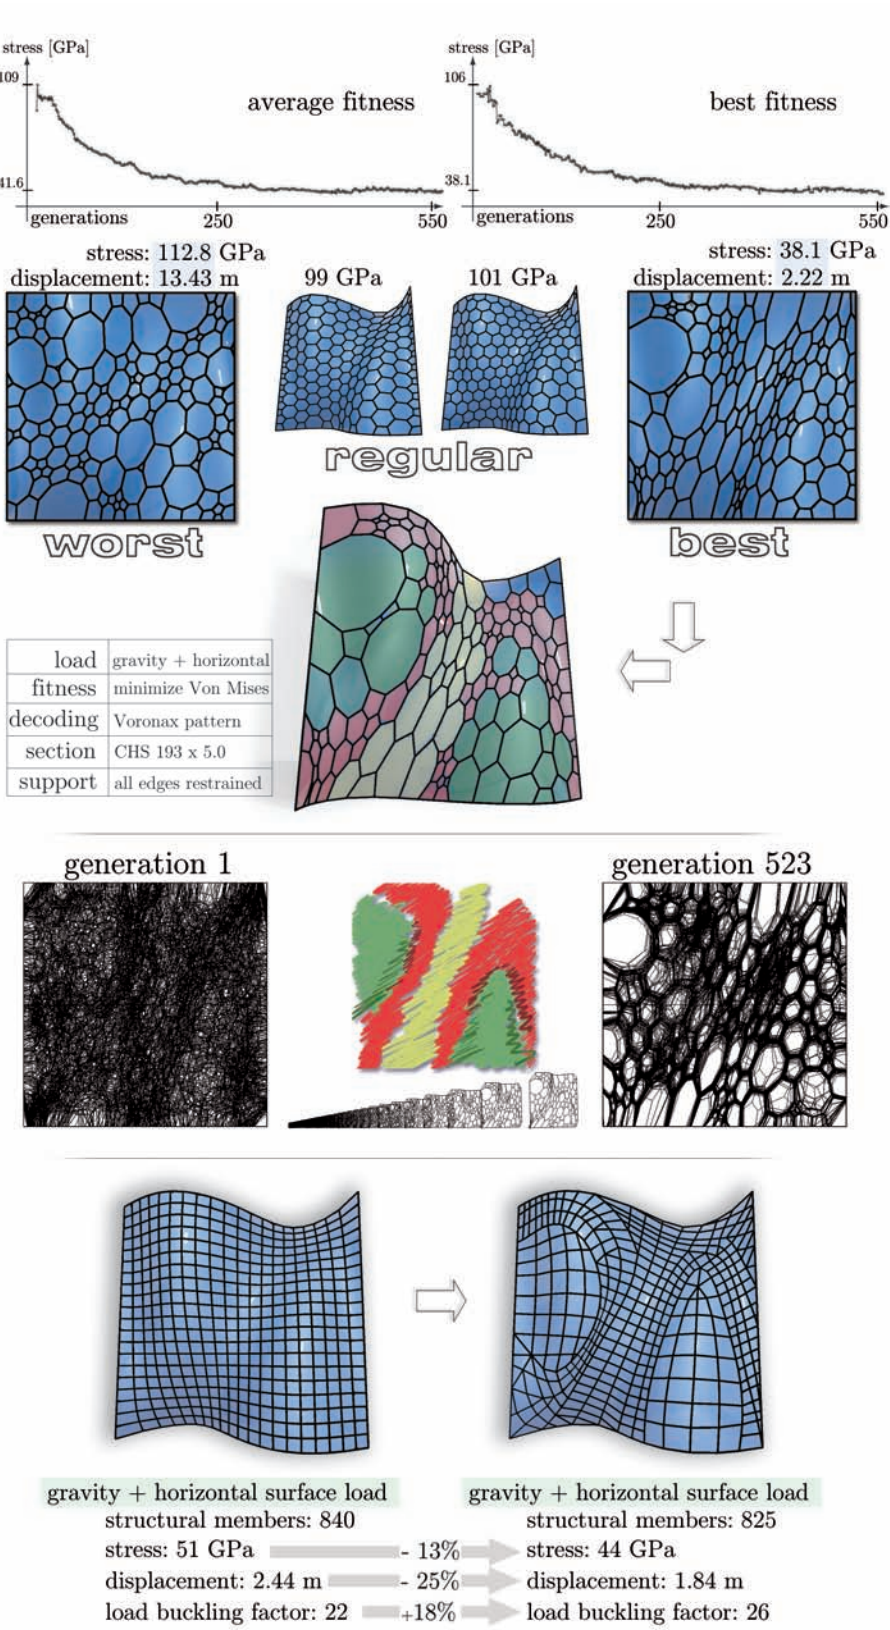 stress [GPa]
109
average fitness
41.6
generations
250
550
stress [GPa]
106
best fitness
38.1
generations
250
550
stress: 112.8 GPa
displacement: 13.43 m
99 GPa
101 GPa
stress: 38.1 GPa
displacement: 2.22 m
regular
worst
best
load gravity + horizontal
fitness minimize Von Mises
decoding Voronax pattern
section CHS 193 x 5.0
support all edges restrained
generation 1
generation 523
gravity + horizontal surface load
structural members: 840
gravity + horizontal surface load
structural members: 825
stress: 51 GPa - 13% stress: 44 GPa
displacement: 2.44 m - 25% displacement: 1.84 m
load buckling factor: 22 +18% load buckling factor: 26